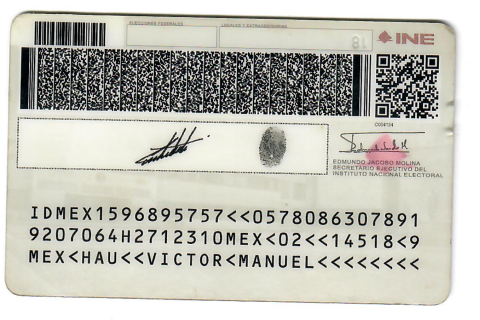 ELECCIONES FEDERALES
LOCALES Y EXTRAORDINARIAS
18
INE
EDMUNDO JACOBO MOLINA
SECRETARIO EJECUTIVO DEL
INSTITUTO NACIONAL ELECTORAL
IDMEX1596895757<<0578086307891
9207064H2712310MEX<02<<14518<9
MEX<HAU<<VICTOR<MANUEL<<<<<<<<